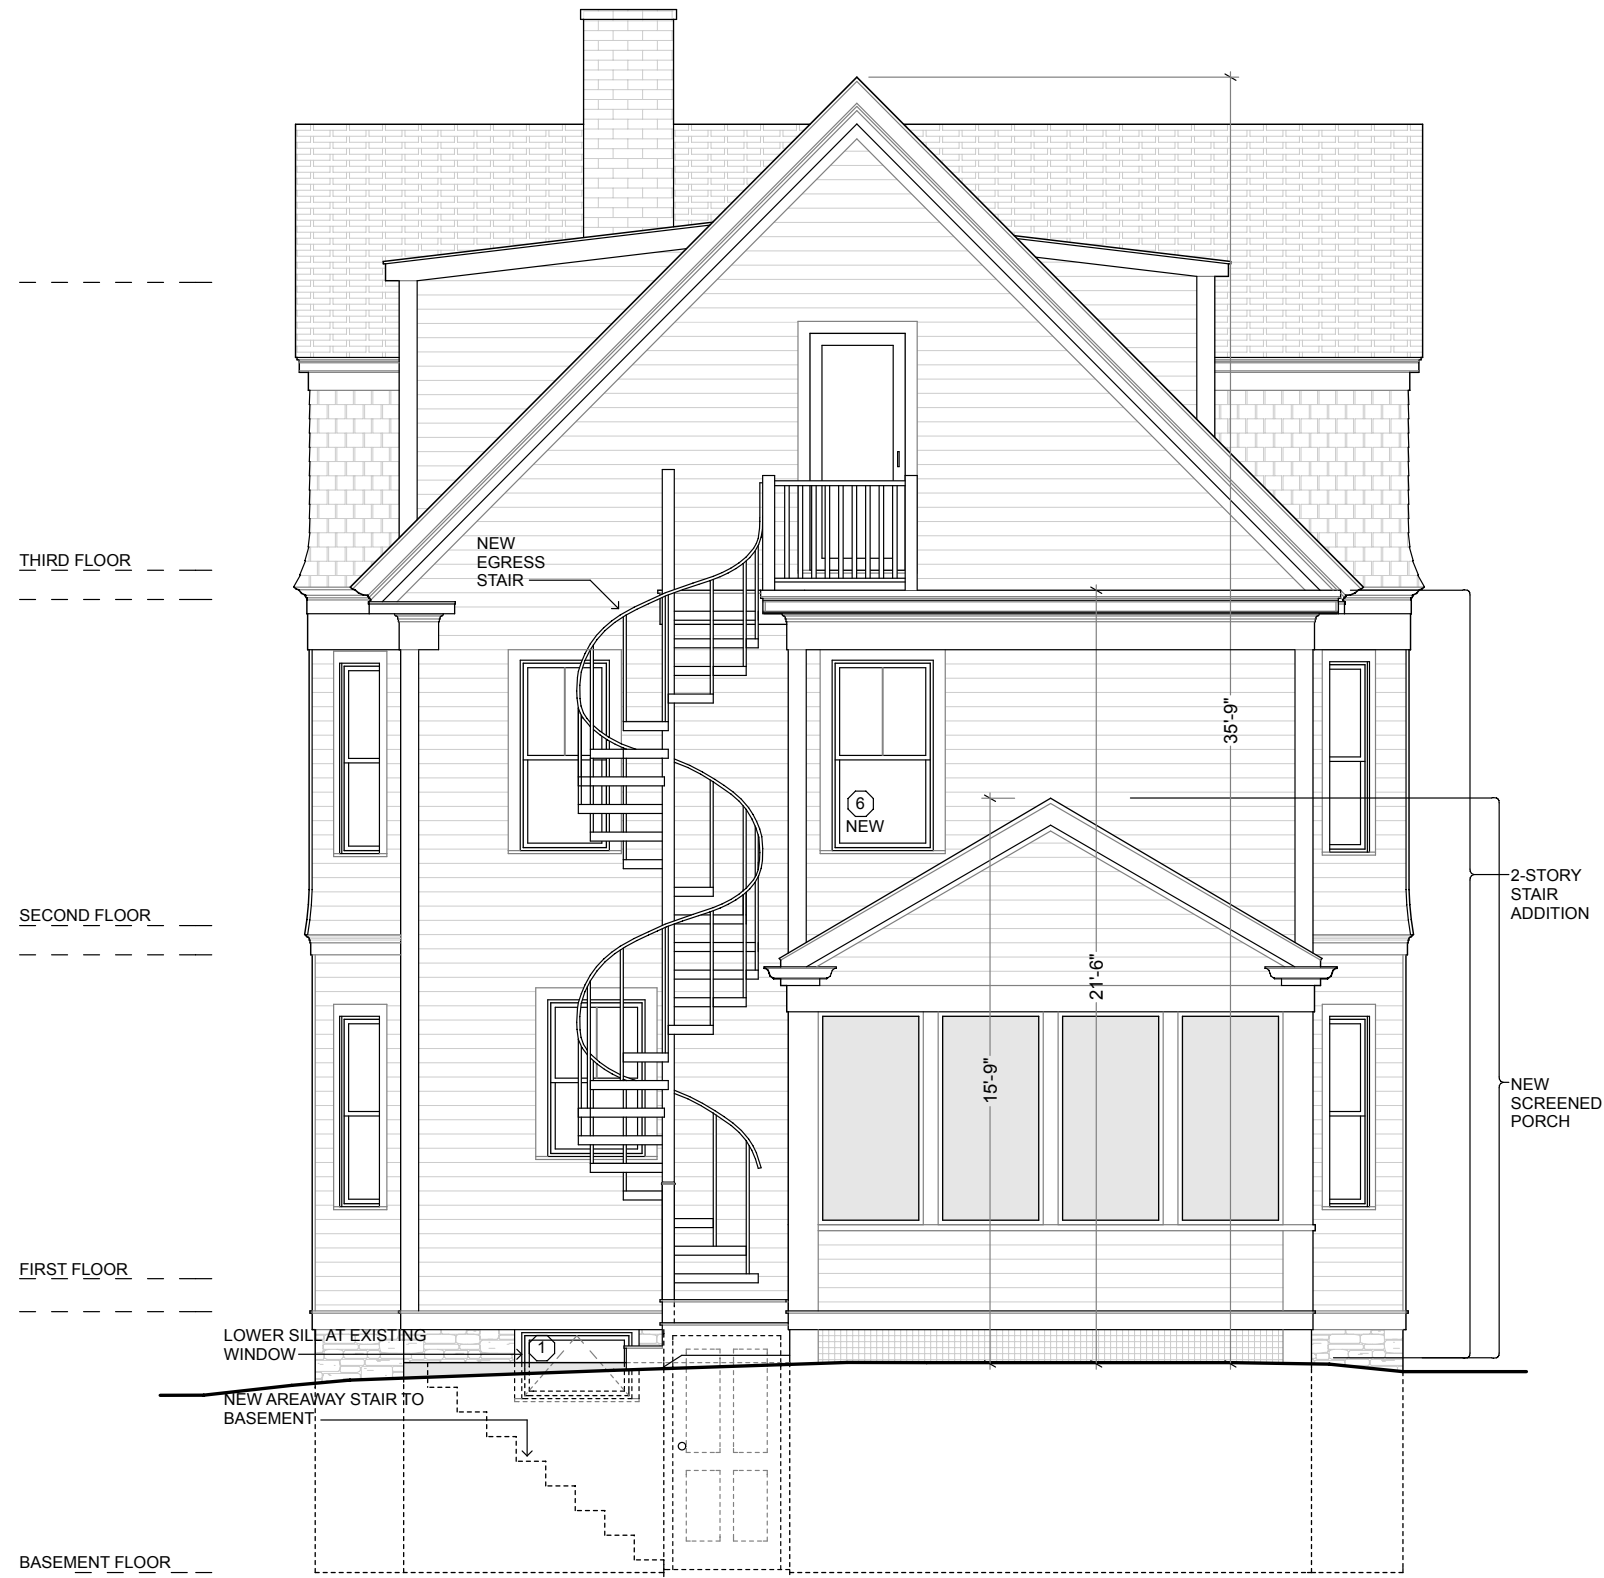 NEW
EGRESS
STAIR
THIRD FLOOR
35'-9"
6
NEW
2-STORY
STAIR
ADDITION
SECOND FLOOR
21'-6"
15'-9"
NEW
SCREENED
PORCH
FIRST FLOOR
LOWER SILL AT EXISTING
WINDOW
1
NEW AREAWAY STAIR TO
BASEMENT
BASEMENT FLOOR